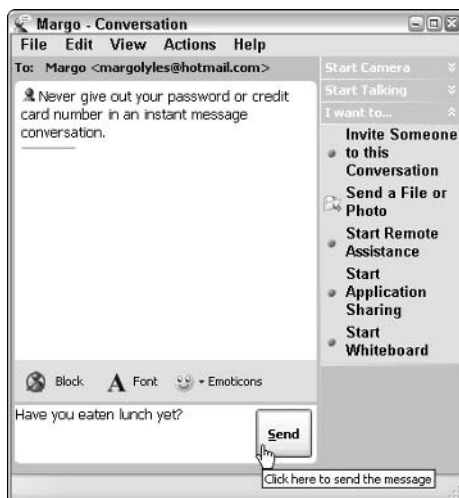 Margo - Conversation
File Edit View Actions Help
To: Margo <margolyles@hotmail.com>
Never give out your password or credit
card number in an instant message
conversation.
Start Camera
Start Talking
I want to...
Invite Someone
to this
Conversation
Send a File or
Photo
Start Remote
Assistance
Start
Application
Sharing
Start
Whiteboard
Block Font Emoticons
Have you eaten lunch yet?
Send
Click here to send the message